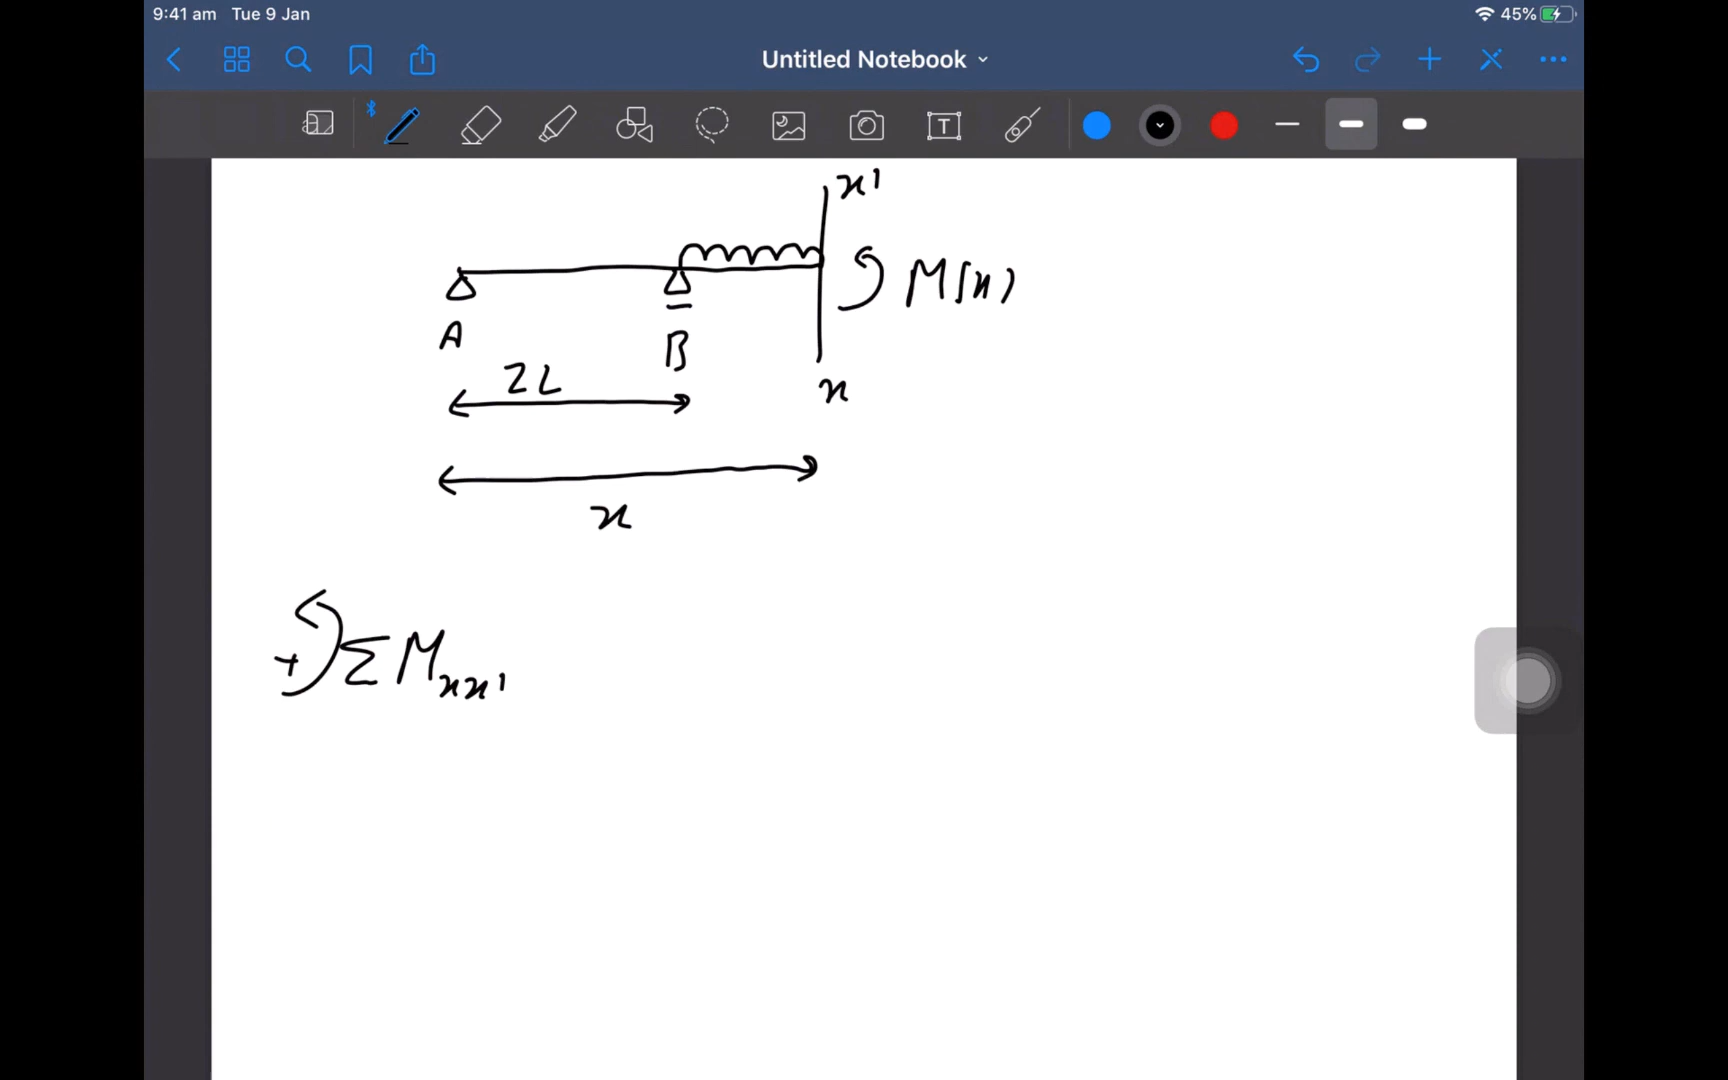 9:41 am Tue 9 Jan
45%
Untitled Notebook
a
T
x'
M(x)
A
B
2L
x
x
+ ΣM_xx'